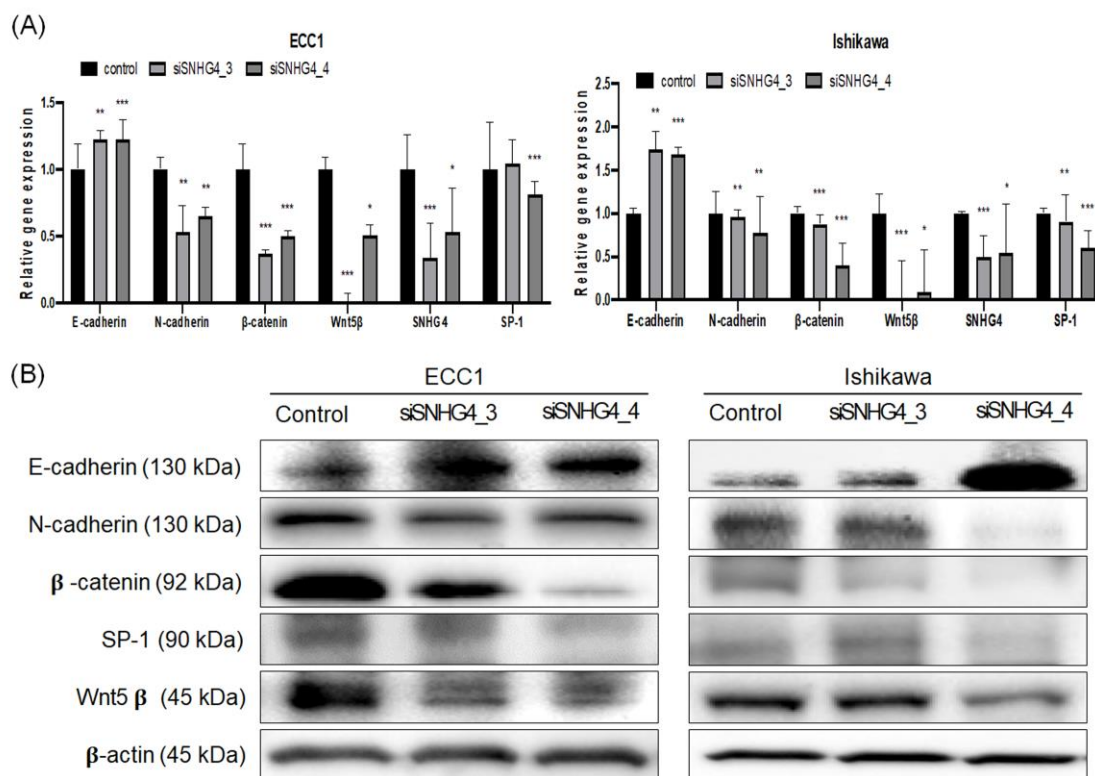 (A)
ECC1
control siSNHG4_3 siSNHG4_4
Relative gene expression
1.5
1.0
0.5
0.0
** *** ** ** *** *** *** * *** * ***
E-cadherin N-cadherin β-catenin Wnt5β SNHG4 SP-1
Ishikawa
control siSNHG4_3 siSNHG4_4
Relative gene expression
2.5
2.0
1.5
1.0
0.5
0.0
** *** ** ** *** *** *** * *** * ** ***
E-cadherin N-cadherin β-catenin Wnt5β SNHG4 SP-1
(B)
ECC1 Ishikawa
Control siSNHG4_3 siSNHG4_4 Control siSNHG4_3 siSNHG4_4
E-cadherin (130 kDa)
N-cadherin (130 kDa)
β -catenin (92 kDa)
SP-1 (90 kDa)
Wnt5 β (45 kDa)
β-actin (45 kDa)